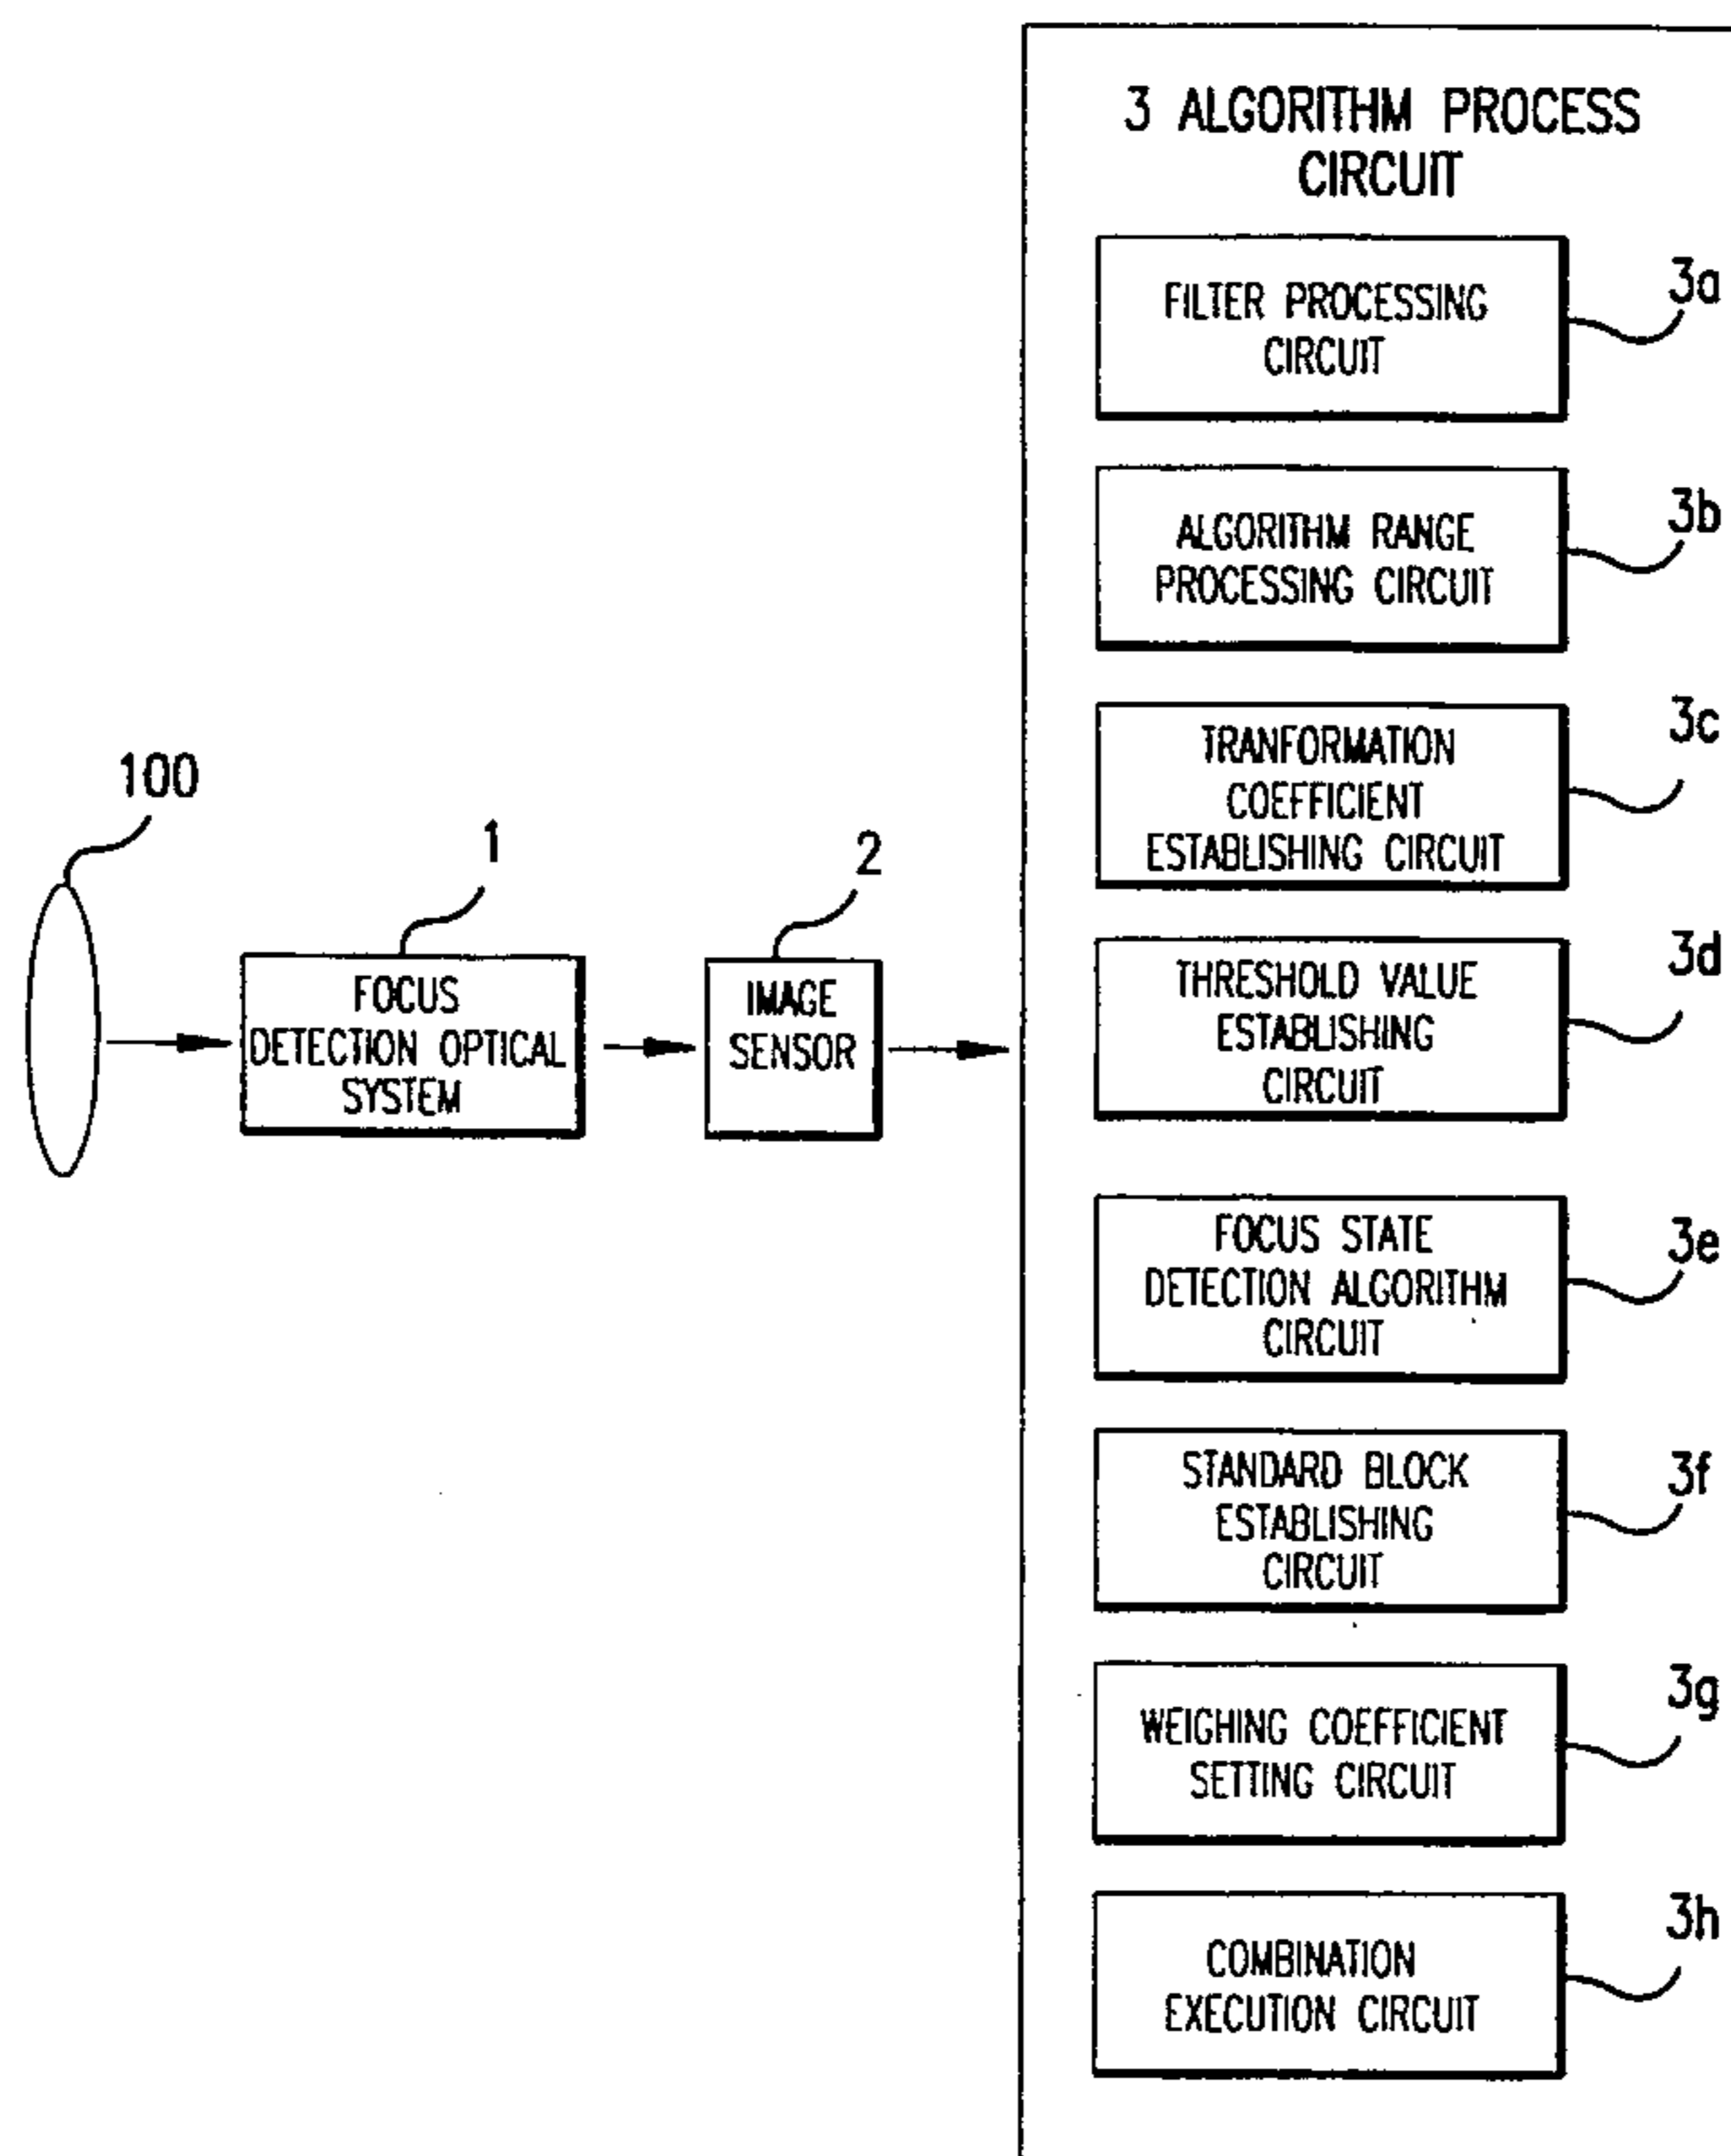 3 ALGORITHM PROCESS
CIRCUIT
FILTER PROCESSING
CIRCUIT
3a
ALGORITHM RANGE
PROCESSING CIRCUIT
3b
TRANFORMATION
COEFFICIENT
ESTABLISHING CIRCUIT
3c
100
1
2
FOCUS
DETECTION OPTICAL
SYSTEM
IMAGE
SENSOR
THRESHOLD VALUE
ESTABLISHING
CIRCUIT
3d
FOCUS STATE
DETECTION ALGORITHM
CIRCUIT
3e
STANDARD BLOCK
ESTABLISHING
CIRCUIT
3f
WEIGHING COEFFICIENT
SETTING CIRCUIT
3g
COMBINATION
EXECUTION CIRCUIT
3h